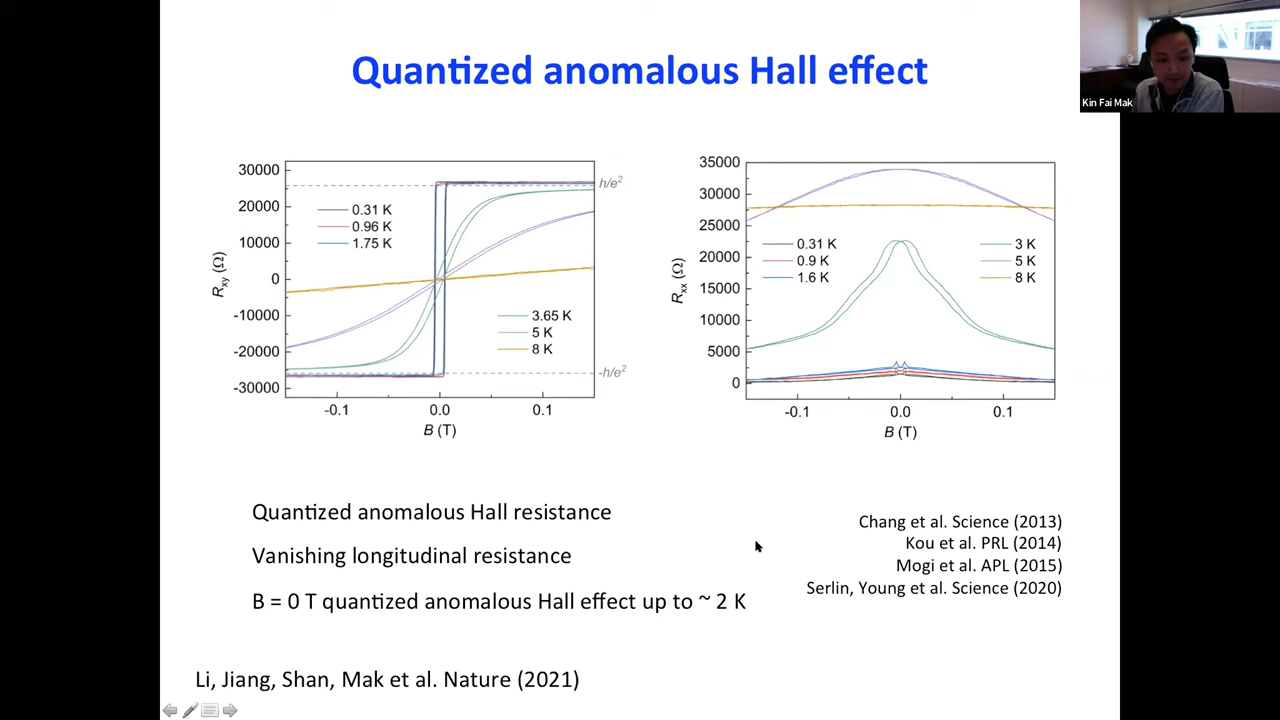 Quantized anomalous Hall effect
Kin Fai Mak
30000
20000
10000
0
-10000
-20000
-30000
Rxy (Ω)
h/e²
-h/e²
0.31 K
0.96 K
1.75 K
3.65 K
5 K
8 K
-0.1
0.0
0.1
B (T)
35000
30000
25000
20000
15000
10000
5000
0
Rxx (Ω)
0.31 K
0.9 K
1.6 K
3 K
5 K
8 K
-0.1
0.0
0.1
B (T)
Quantized anomalous Hall resistance
Vanishing longitudinal resistance
B = 0 T quantized anomalous Hall effect up to ~ 2 K
Chang et al. Science (2013)
Kou et al. PRL (2014)
Mogi et al. APL (2015)
Serlin, Young et al. Science (2020)
Li, Jiang, Shan, Mak et al. Nature (2021)